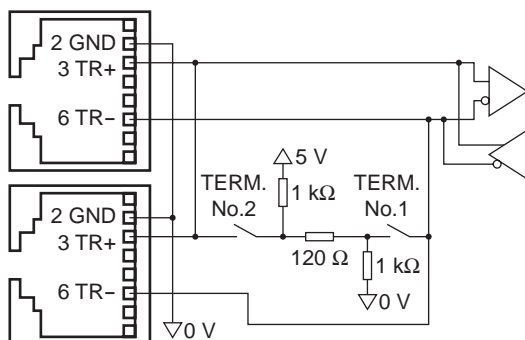 2 GND
3 TR+
6 TR−
5 V
TERM.
No.2
1 kΩ
TERM.
No.1
2 GND
3 TR+
120 Ω
1 kΩ
6 TR−
0 V
0 V